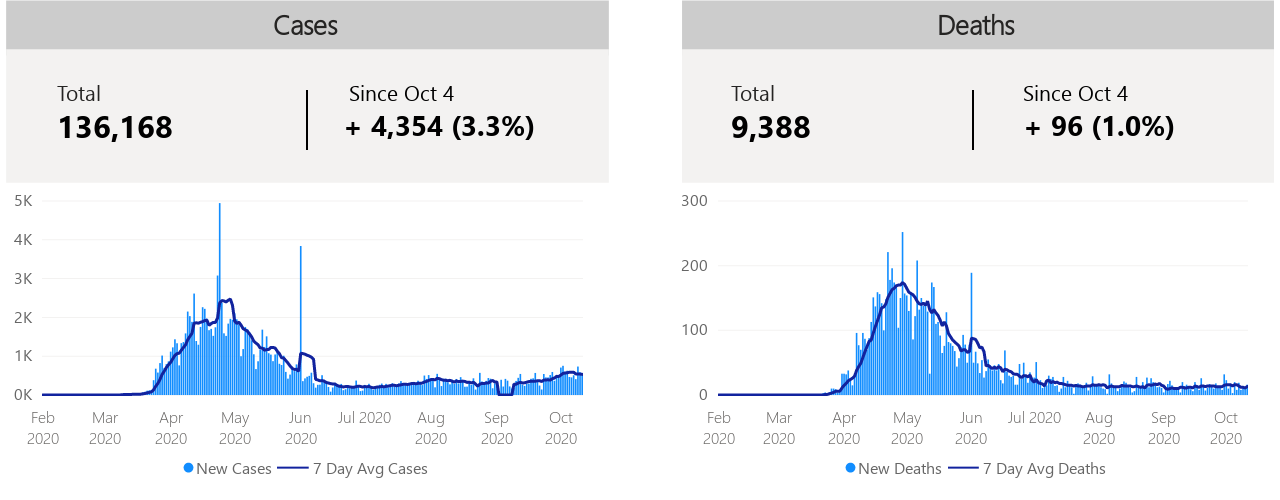 Cases
Total
136,168
Since Oct 4
+ 4,354 (3.3%)
5K
4K
3K
2K
1K
0K
Feb 2020
Mar 2020
Apr 2020
May 2020
Jun 2020
Jul 2020
Aug 2020
Sep 2020
Oct 2020
New Cases
7 Day Avg Cases
Deaths
Total
9,388
Since Oct 4
+ 96 (1.0%)
300
200
100
0
Feb 2020
Mar 2020
Apr 2020
May 2020
Jun 2020
Jul 2020
Aug 2020
Sep 2020
Oct 2020
New Deaths
7 Day Avg Deaths